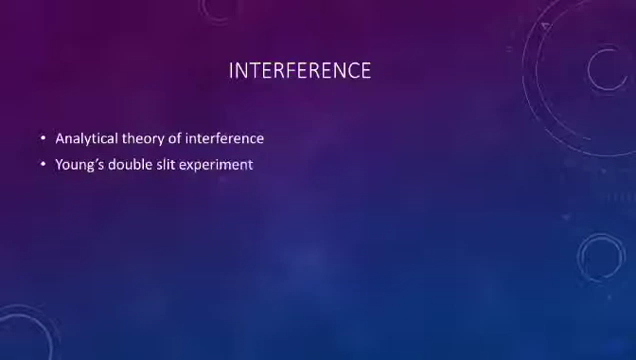 INTERFERENCE
• Analytical theory of interference
• Young's double slit experiment